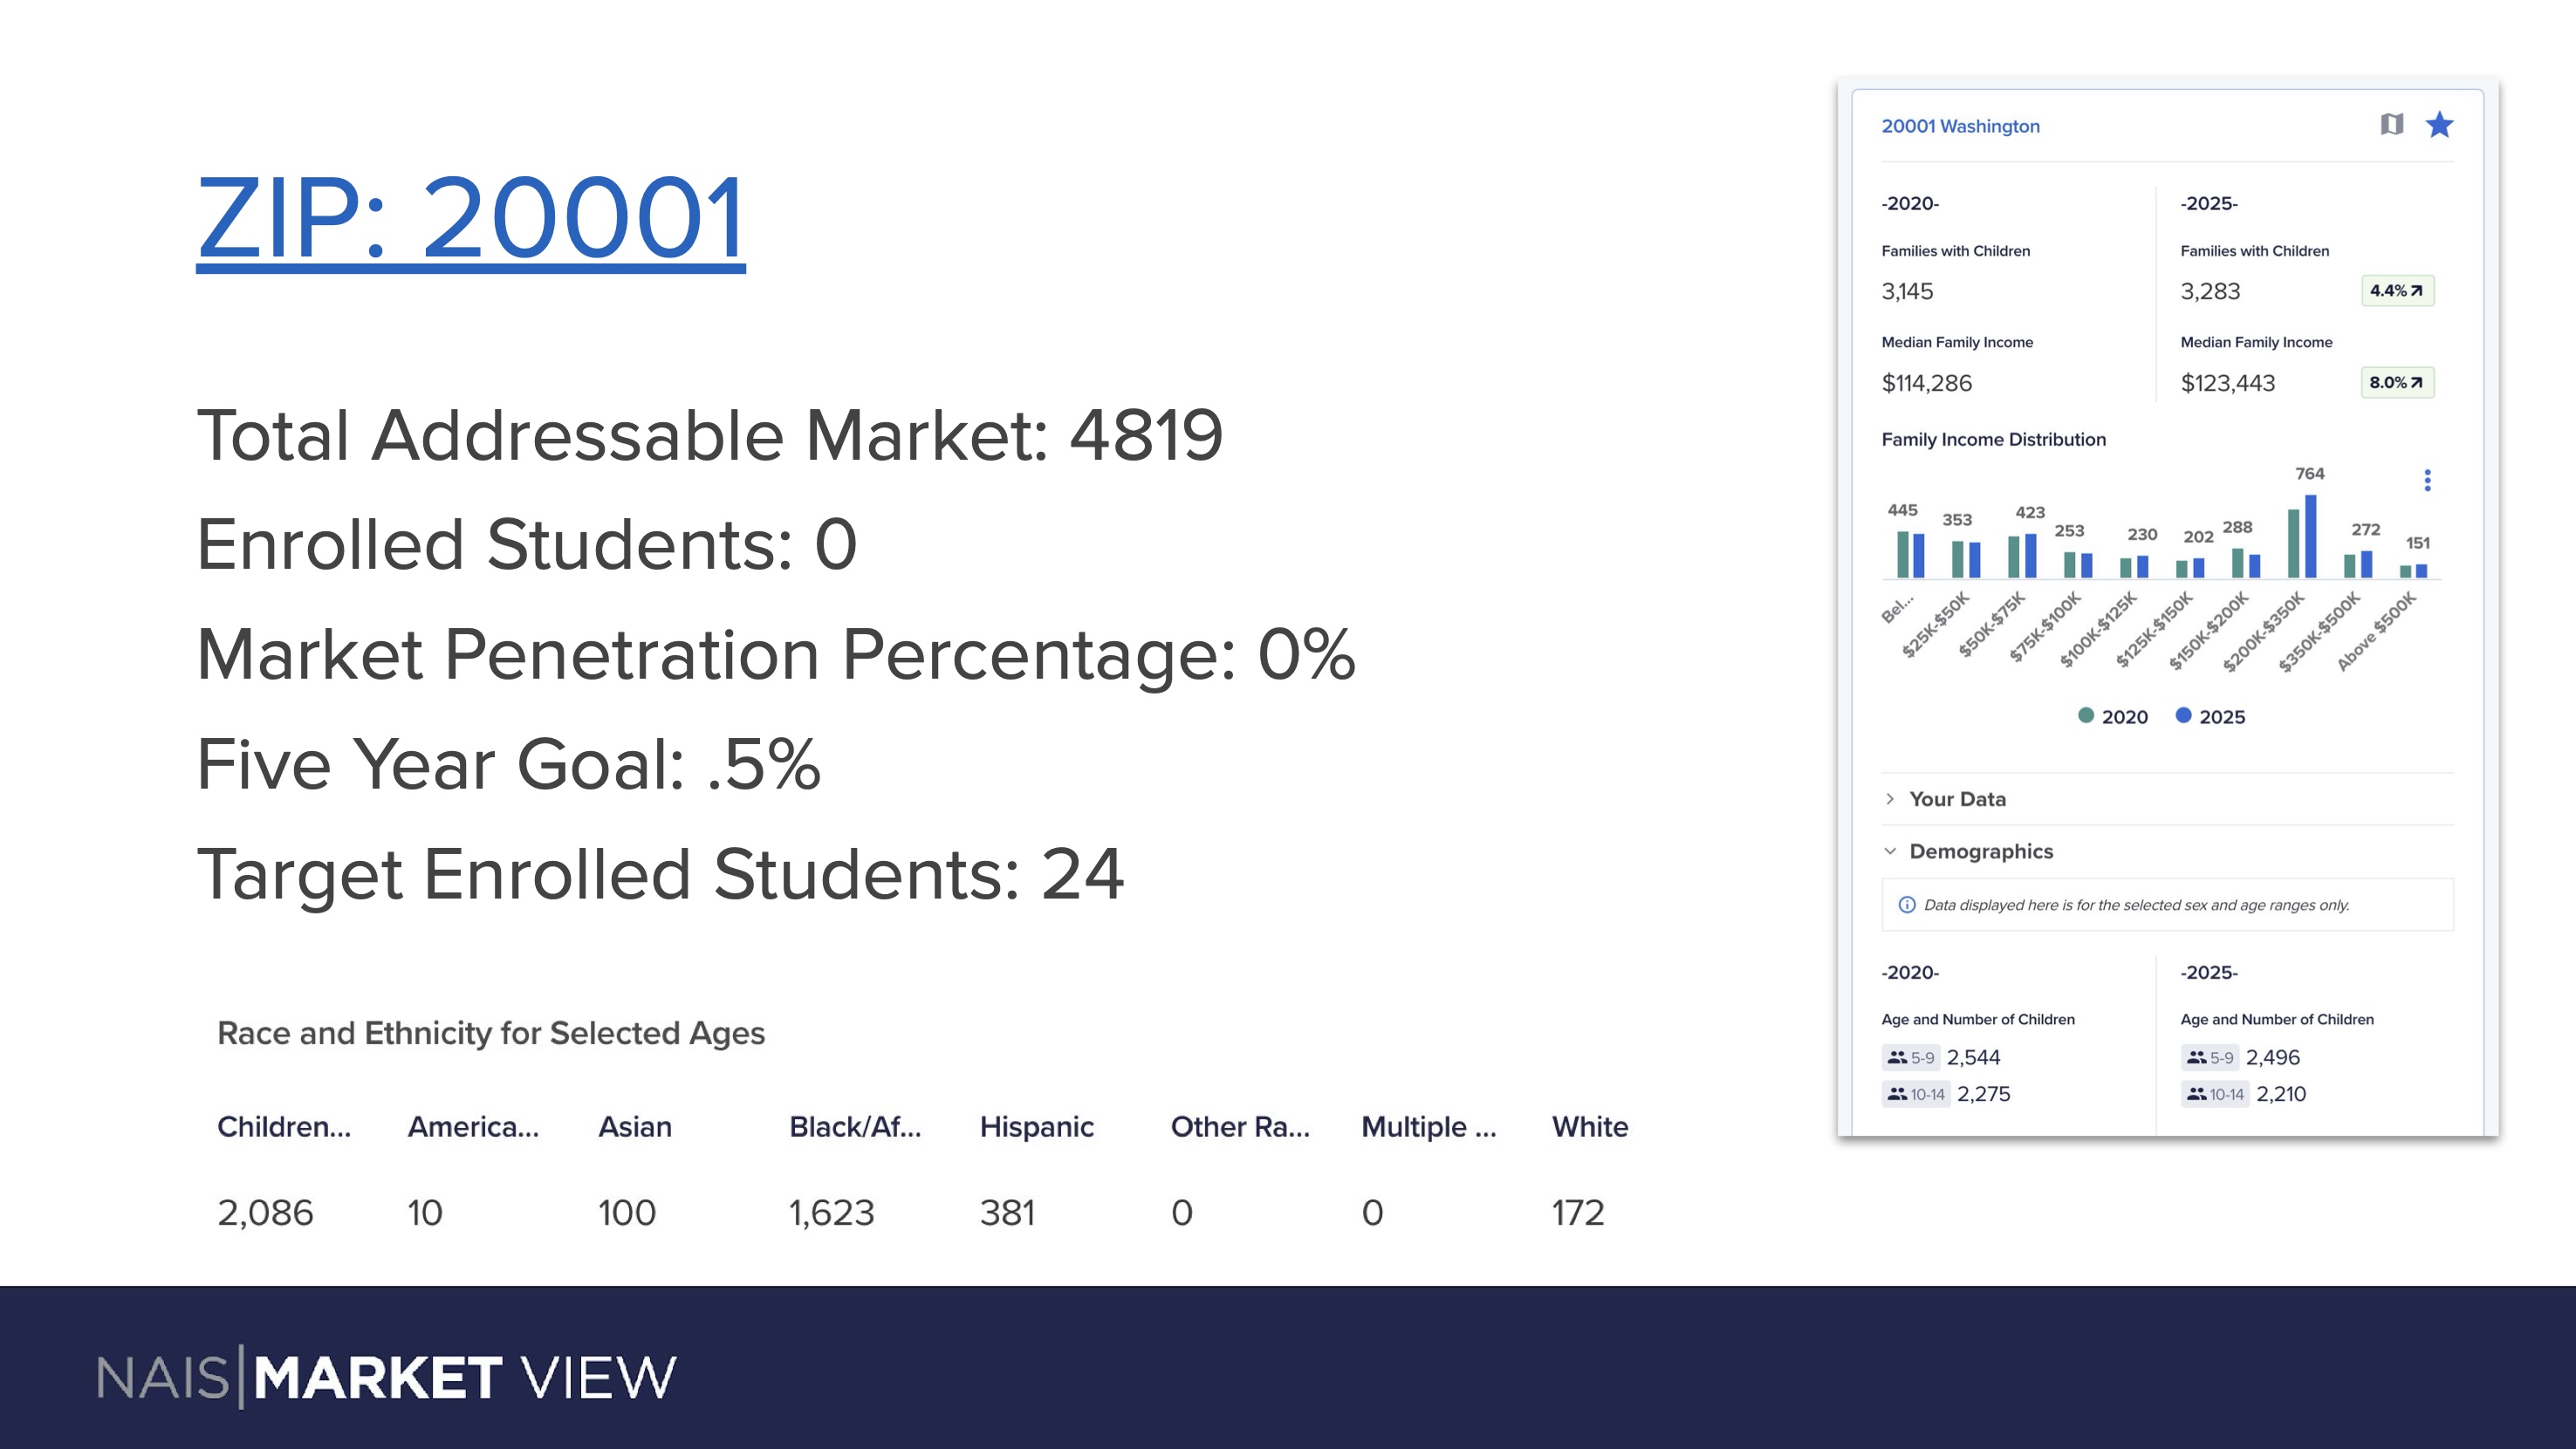 ZIP: 20001
Total Addressable Market: 4819
Enrolled Students: 0
Market Penetration Percentage: 0%
Five Year Goal: .5%
Target Enrolled Students: 24
Race and Ethnicity for Selected Ages
Children... America... Asian Black/Af... Hispanic Other Ra... Multiple ... White
2,086 10 100 1,623 381 0 0 172
20001 Washington
-2020- -2025-
Families with Children Families with Children
3,145 3,283 4.4%
Median Family Income Median Family Income
$114,286 $123,443 8.0%
Family Income Distribution
445 353 423 253 230 202 288 764 272 151
Bel... $25K-$50K $50K-$75K $75K-$100K $100K-$125K $125K-$150K $150K-$200K $200K-$350K $350K-$500K Above $500K
2020 2025
Your Data
Demographics
Data displayed here is for the selected sex and age ranges only.
-2020- -2025-
Age and Number of Children Age and Number of Children
5-9 2,544 5-9 2,496
10-14 2,275 10-14 2,210
NAIS|MARKET VIEW